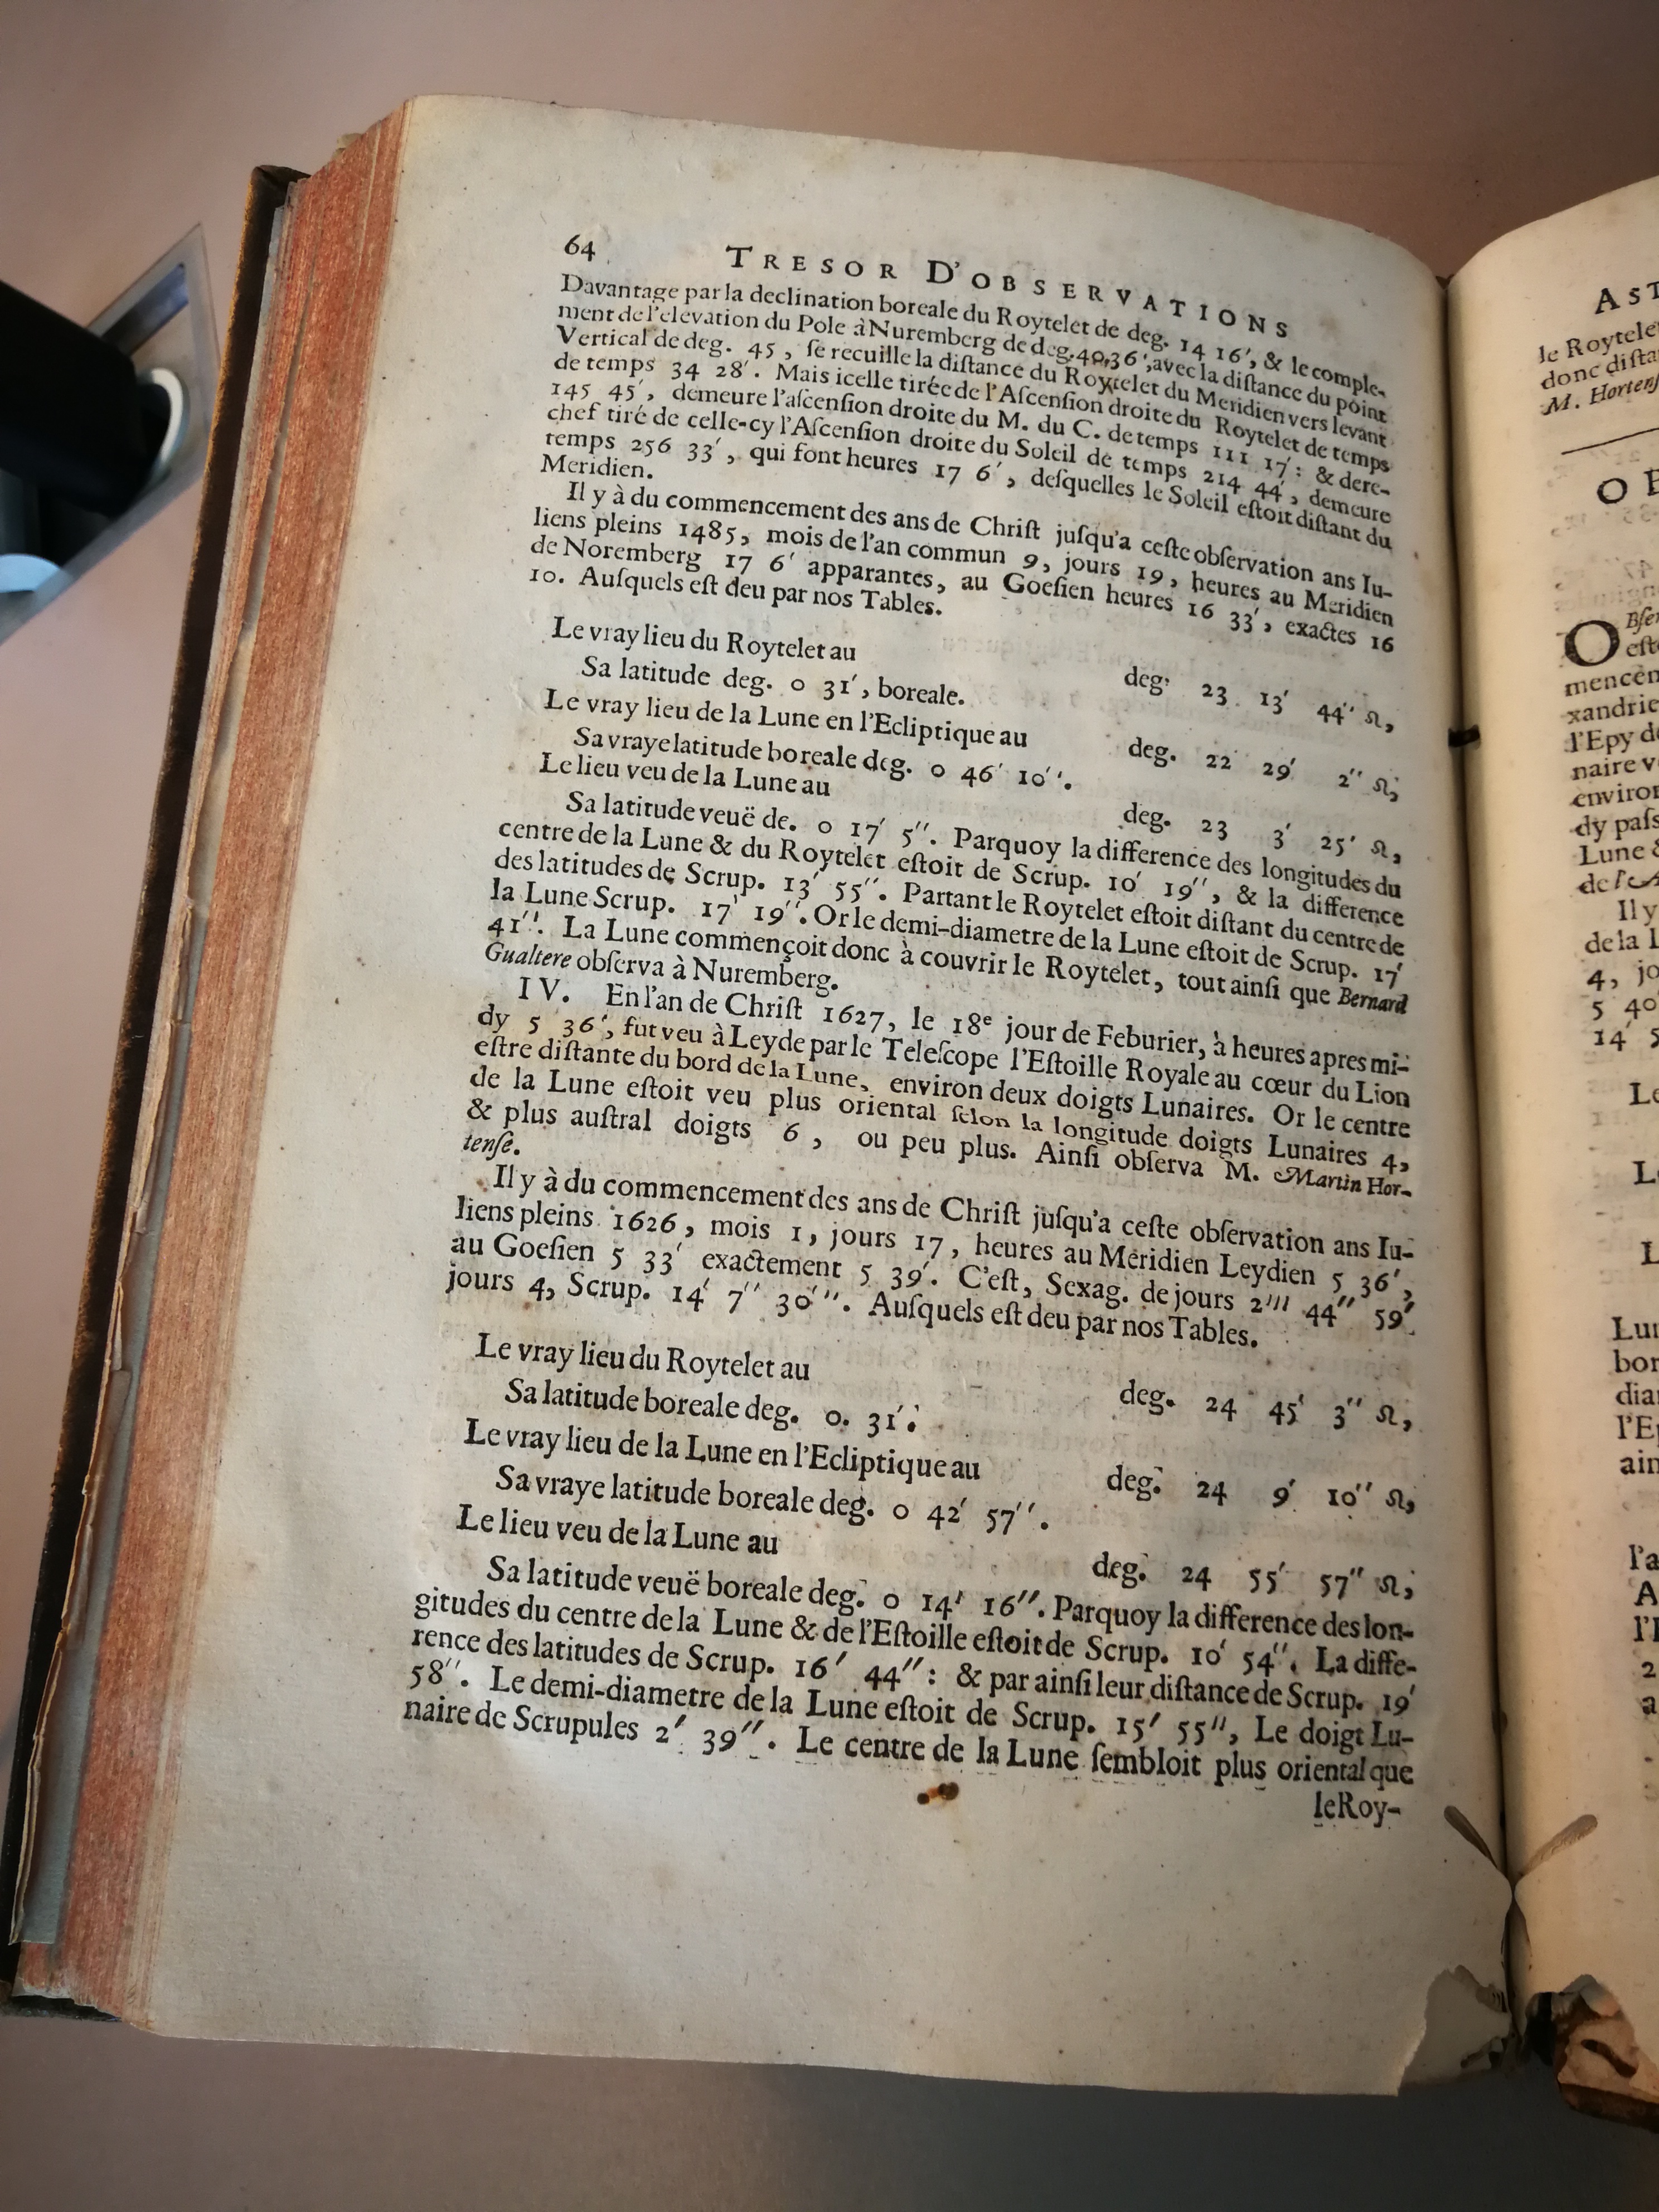 64 TRESOR D'OBSERVATIONS
Davantage par la declination boreale du Roytelet de deg. 14 16′, & le comple-
ment de l'elevation du Pole à Nuremberg de deg. 40,36′, avec la distance du point
Vertical de deg. 45, se recuille la distance du Roytelet du Meridien vers levant
de temps 34 28′. Mais icelle tirée de l'Ascension droite du Roytelet de temps
145 45′, demeure l'ascension droite du M. du C. de temps 111 17′: & dere-
chef tiré de celle-cy l'Ascension droite du Soleil de temps 214 44′, demeure
temps 256 33′, qui font heures 17 6′, desquelles le Soleil estoit distant du
Meridien.
Il y à du commencement des ans de Christ jusqu'a ceste observation ans Iu-
liens pleins 1485, mois de l'an commun 9, jours 19, heures au Meridien
de Noremberg 17 6′ apparantes, au Goesien heures 16 33′, exactes 16
10. Ausquels est deu par nos Tables.
Le vray lieu du Roytelet au deg. 23 13′ 44″ ♌,
Sa latitude deg. 0 31′, boreale.
Le vray lieu de la Lune en l'Ecliptique au deg. 22 29′ 2″ ♌,
Sa vraye latitude boreale deg. 0 46′ 10″.
Le lieu veu de la Lune au deg. 23 3′ 25′ ♌,
Sa latitude veuë de. 0 17′ 5″. Parquoy la difference des longitudes du
centre de la Lune & du Roytelet estoit de Scrup. 10′ 19″, & la difference
des latitudes de Scrup. 13′ 55″. Partant le Roytelet estoit distant du centre de
la Lune Scrup. 17′ 19″. Or le demi-diametre de la Lune estoit de Scrup. 17′
41″. La Lune commençoit donc à couvrir le Roytelet, tout ainsi que Bernard
Gualtere observa à Nuremberg.
IV. En l'an de Christ 1627, le 18e jour de Feburier, à heures apres mi-
dy 5 36′, fut veu à Leyde par le Telescope l'Estoille Royale au cœur du Lion
estre distante du bord de la Lune, environ deux doigts Lunaires. Or le centre
de la Lune estoit veu plus oriental selon la longitude doigts Lunaires 4,
& plus austral doigts 6, ou peu plus. Ainsi observa M. Martin Hor-
tense.
Il y à du commencement des ans de Christ jusqu'a ceste observation ans Iu-
liens pleins 1626, mois 1, jours 17, heures au Meridien Leydien 5 36′,
au Goesien 5 33′ exactement 5 39′. C'est, Sexag. de jours 2‴ 44″ 59′
jours 4, Scrup. 14′ 7″ 30‴. Ausquels est deu par nos Tables.
Le vray lieu du Roytelet au deg. 24 45′ 3″ ♌,
Sa latitude boreale deg. 0. 31′.
Le vray lieu de la Lune en l'Ecliptique au deg. 24 9′ 10″ ♌,
Sa vraye latitude boreale deg. 0 42′ 57″.
Le lieu veu de la Lune au deg. 24 55′ 57″ ♌,
Sa latitude veuë boreale deg. 0 14′ 16″. Parquoy la difference des lon-
gitudes du centre de la Lune & de l'Estoille estoit de Scrup. 10′ 54″. La diffe-
rence des latitudes de Scrup. 16′ 44″: & par ainsi leur distance de Scrup. 19′
58″. Le demi-diametre de la Lune estoit de Scrup. 15′ 55″, Le doigt Lu-
naire de Scrupules 2′ 39″. Le centre de la Lune sembloit plus oriental que
le Roy-
le Roytele
M. Hortens
O
mencen
xandrie
l'Epy d
naire v
environ
dy pass
Lune &
Il y
de la L
4, jo
5 40
14′ 5